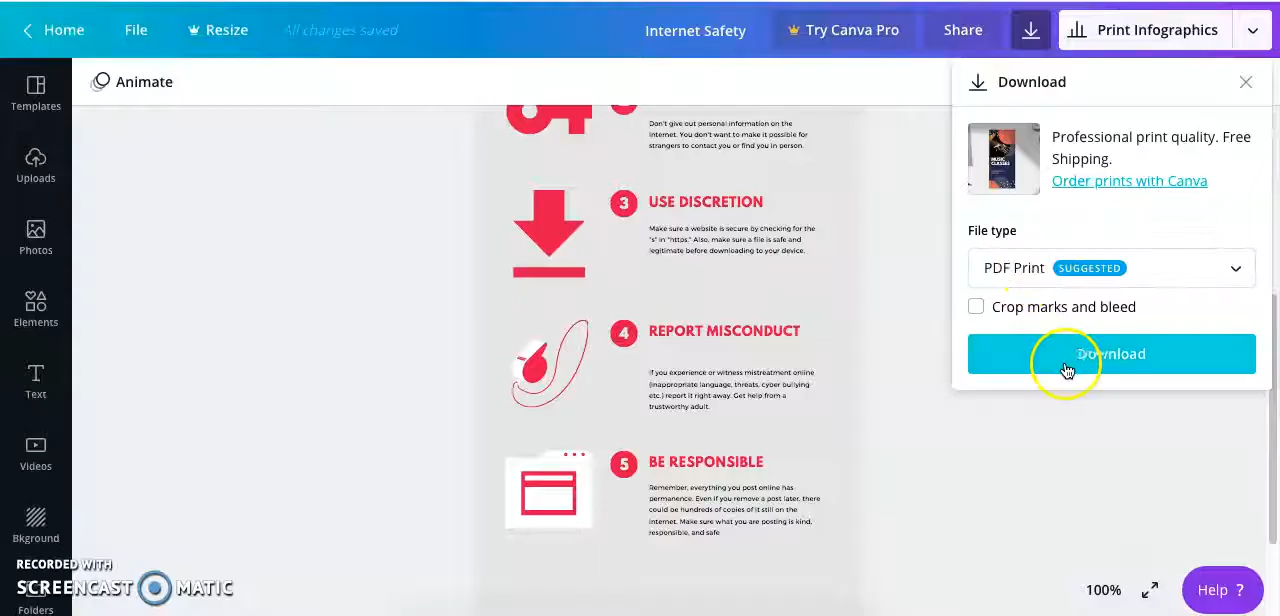 Home
File
Resize
All changes saved
Internet Safety
Try Canva Pro
Share
Print Infographics
Templates
Uploads
Photos
Elements
Text
Videos
Bkground
Folders
Animate
Don't give out personal information on the
Internet. You don't want to make it possible for
strangers to contact you or find you in person.
3
USE DISCRETION
Make sure a website is secure by checking for the
"s" in "https." Also, make sure a file is safe and
legitimate before downloading to your device.
4
REPORT MISCONDUCT
If you experience or witness mistreatment online
(inappropriate language, threats, cyber bullying
etc.) report it right away. Get help from a
trustworthy adult.
5
BE RESPONSIBLE
Remember, everything you post online has
permanence. Even if you remove a post later, there
could be hundreds of copies of it still on the
Internet. Make sure what you are posting is kind,
responsible, and safe
Download
MUSIC
CLASSES
Professional print quality. Free
Shipping.
Order prints with Canva
File type
PDF Print SUGGESTED
Crop marks and bleed
Download
100%
Help ?
RECORDED WITH
SCREENCAST MATIC